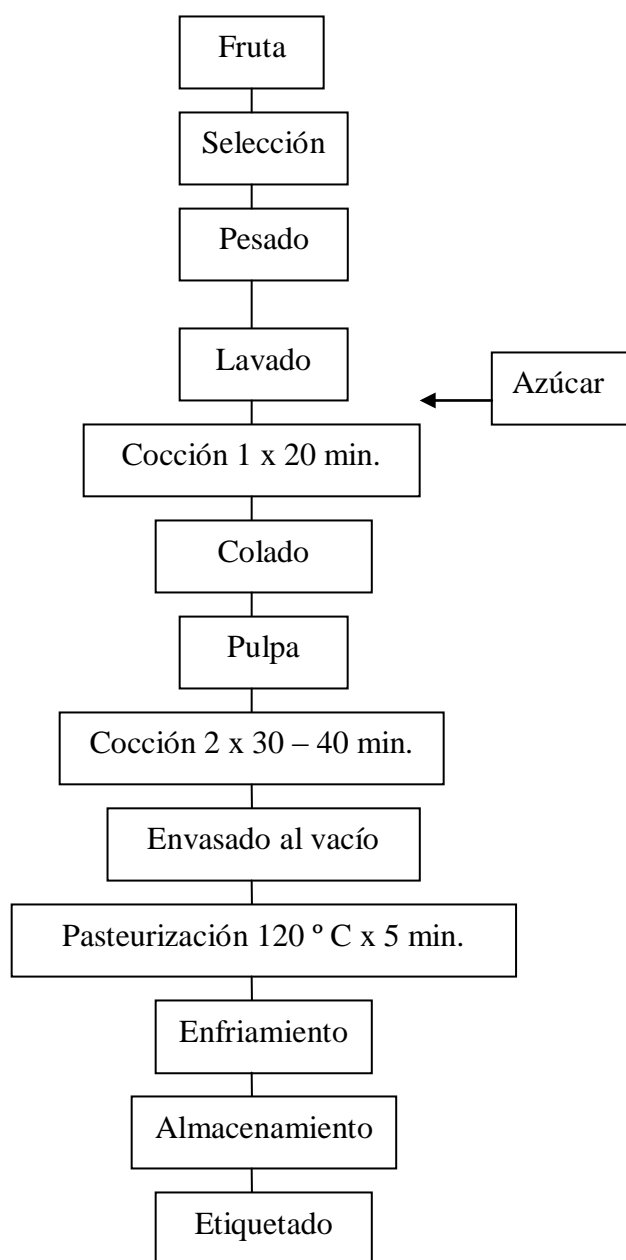 Fruta
Selección
Pesado
Lavado
Azúcar
Cocción 1 x 20 min.
Colado
Pulpa
Cocción 2 x 30 – 40 min.
Envasado al vacío
Pasteurización 120 º C x 5 min.
Enfriamiento
Almacenamiento
Etiquetado